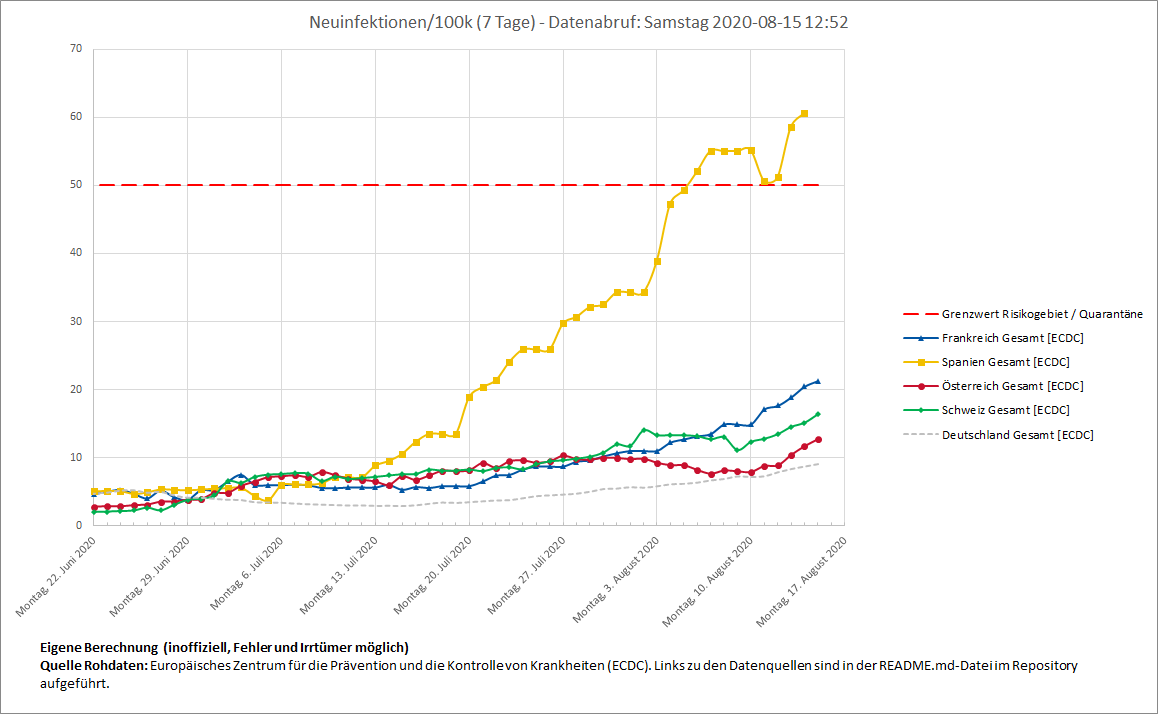 Neuinfektionen/100k (7 Tage) - Datenabruf: Samstag 2020-08-15 12:52
70
60
50
40
30
20
10
0
Montag, 22. Juni 2020
Montag, 29. Juni 2020
Montag, 6. Juli 2020
Montag, 13. Juli 2020
Montag, 20. Juli 2020
Montag, 27. Juli 2020
Montag, 3. August 2020
Montag, 10. August 2020
Montag, 17. August 2020
Grenzwert Risikogebiet / Quarantäne
Frankreich Gesamt [ECDC]
Spanien Gesamt [ECDC]
Österreich Gesamt [ECDC]
Schweiz Gesamt [ECDC]
Deutschland Gesamt [ECDC]
Eigene Berechnung (inoffiziell, Fehler und Irrtümer möglich)
Quelle Rohdaten: Europäisches Zentrum für die Prävention und die Kontrolle von Krankheiten (ECDC). Links zu den Datenquellen sind in der README.md-Datei im Repository
aufgeführt.